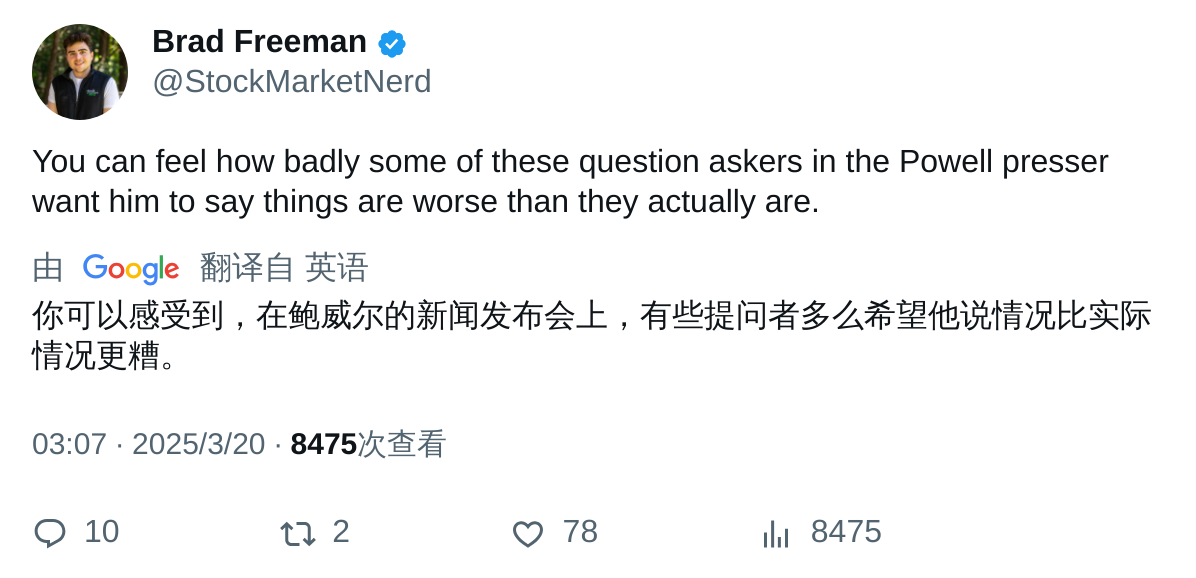 Brad Freeman
@StockMarketNerd
You can feel how badly some of these question askers in the Powell presser
want him to say things are worse than they actually are.
由 Google 翻译自 英语
你可以感受到，在鲍威尔的新闻发布会上，有些提问者多么希望他说情况比实际
情况更糟。
03:07 · 2025/3/20 · 8475次查看
10 2 78 8475